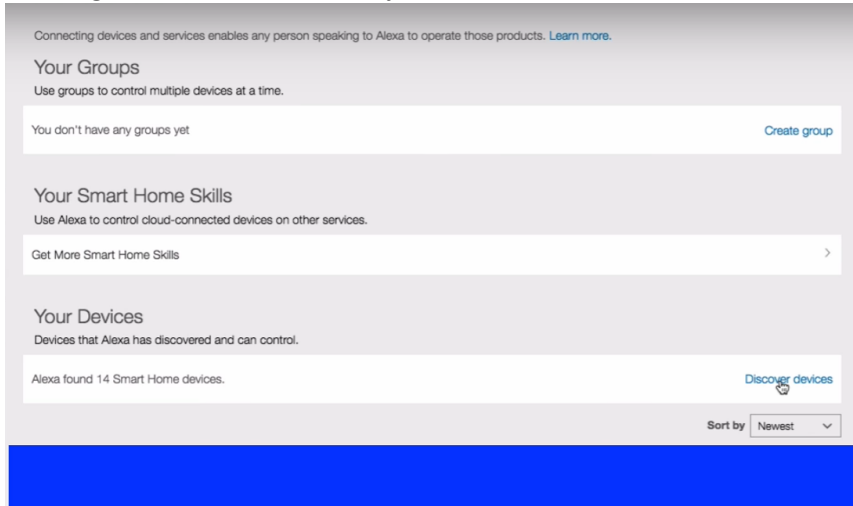 Connecting devices and services enables any person speaking to Alexa to operate those products. Learn more.
Your Groups
Use groups to control multiple devices at a time.
You don't have any groups yet Create group
Your Smart Home Skills
Use Alexa to control cloud-connected devices on other services.
Get More Smart Home Skills
Your Devices
Devices that Alexa has discovered and can control.
Alexa found 14 Smart Home devices. Discover devices
Sort by Newest